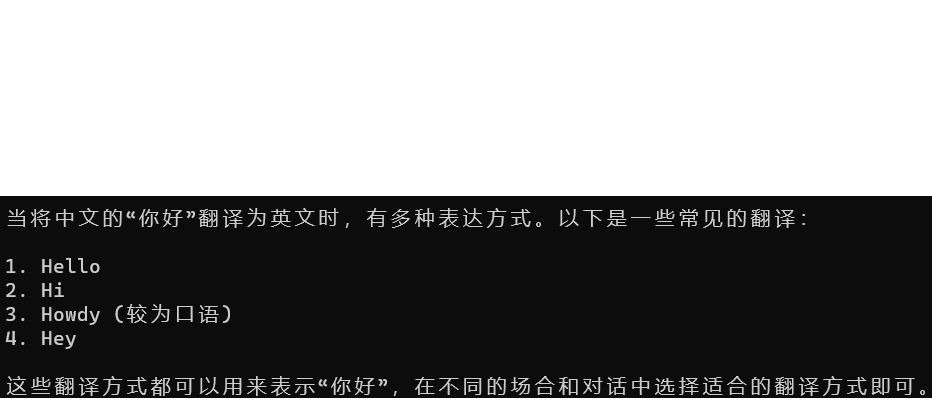 当将中文的“你好”翻译为英文时，有多种表达方式。以下是一些常见的翻译：
1. Hello
2. Hi
3. Howdy (较为口语)
4. Hey
这些翻译方式都可以用来表示“你好”，在不同的场合和对话中选择适合的翻译方式即可。